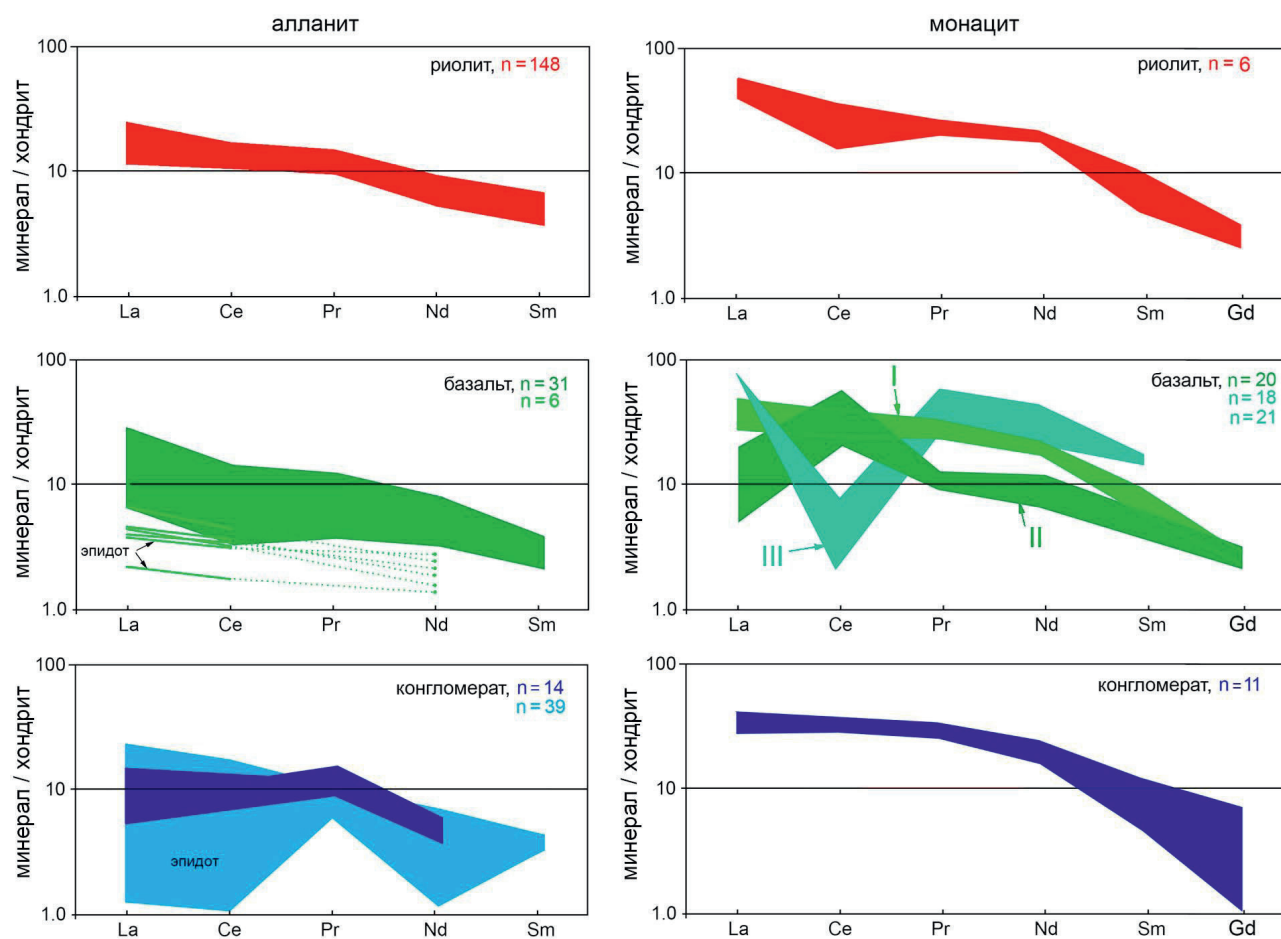 алланит
100
10
1.0
минерал / хондрит
риолит, n = 148
La Ce Pr Nd Sm
монацит
100
10
1.0
минерал / хондрит
риолит, n = 6
La Ce Pr Nd Sm Gd
100
10
1.0
минерал / хондрит
базальт, n = 31
n = 6
эпидот
La Ce Pr Nd Sm
100
10
1.0
минерал / хондрит
базальт, n = 20
n = 18
n = 21
I
II
III
La Ce Pr Nd Sm Gd
100
10
1.0
минерал / хондрит
конгломерат, n = 14
n = 39
эпидот
La Ce Pr Nd Sm
100
10
1.0
минерал / хондрит
конгломерат, n = 11
La Ce Pr Nd Sm Gd